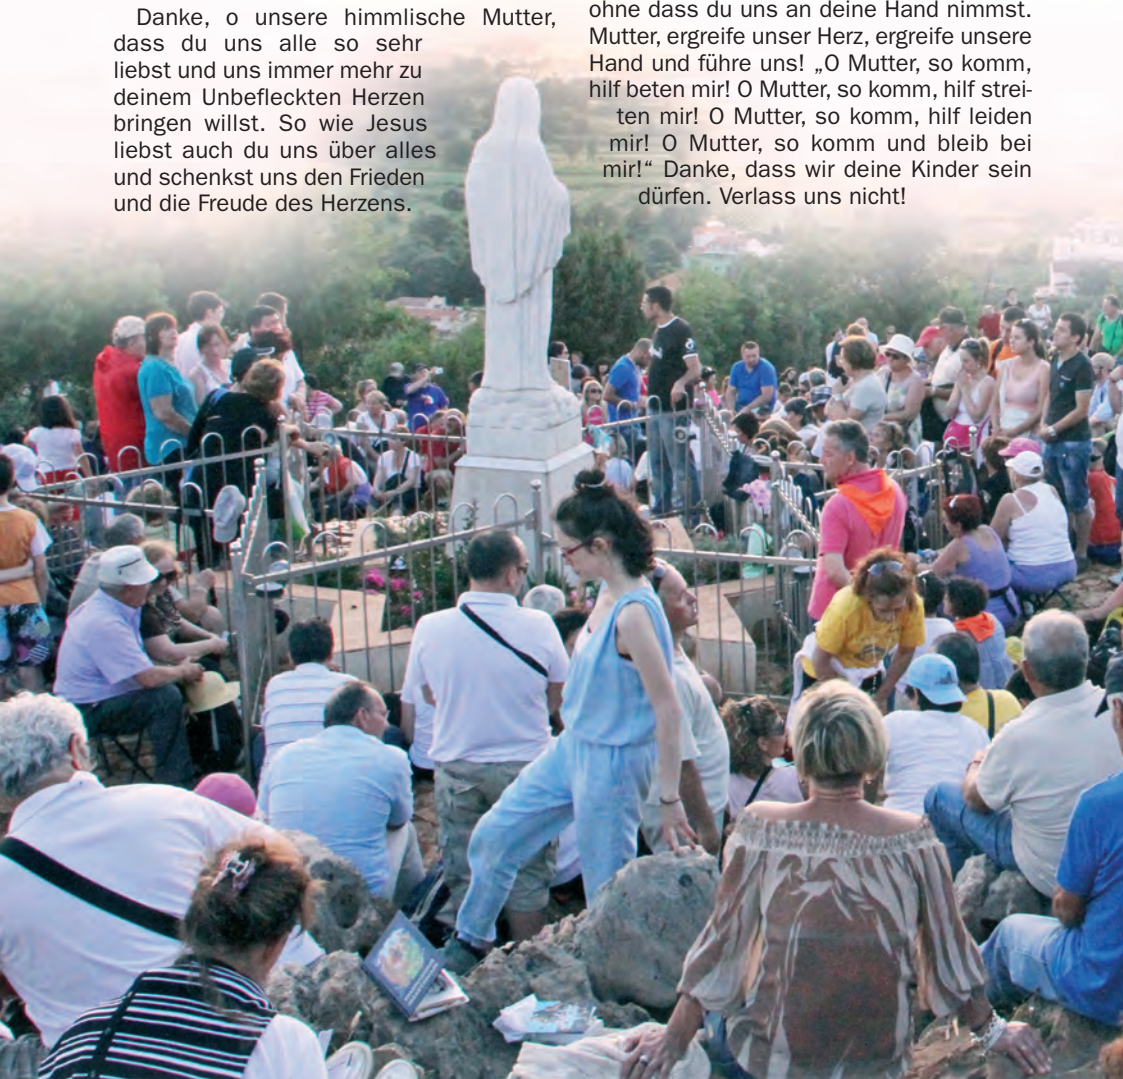 Danke, o unsere himmlische Mutter,
dass du uns alle so sehr
liebst und uns immer mehr zu
deinem Unbefleckten Herzen
bringen willst. So wie Jesus
liebst auch du uns über alles
und schenkst uns den Frieden
und die Freude des Herzens.
ohne dass du uns an deine Hand nimmst.
Mutter, ergreife unser Herz, ergreife unsere
Hand und führe uns! „O Mutter, so komm,
hilf beten mir! O Mutter, so komm, hilf strei-
ten mir! O Mutter, so komm, hilf leiden
mir! O Mutter, so komm und bleib bei
mir!“ Danke, dass wir deine Kinder sein
dürfen. Verlass uns nicht!